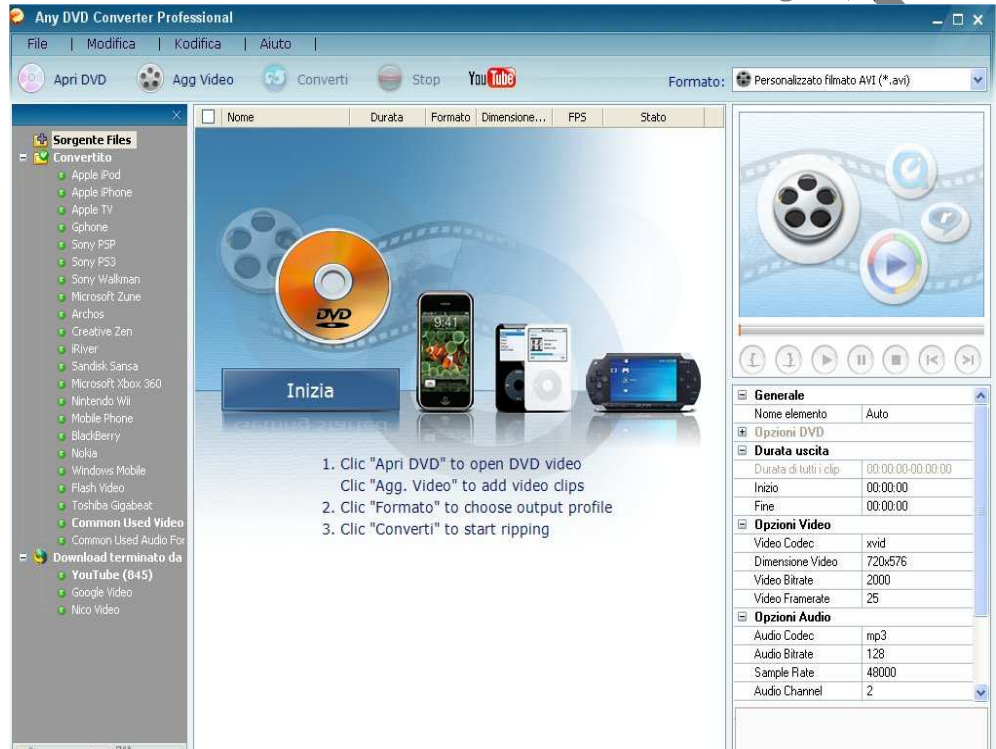 Any DVD Converter Professional
File | Modifica | Kodifica | Aiuto |
Apri DVD Agg Video Converti Stop You Tube Formato: Personalizzato filmato AVI (*.avi)
Nome Durata Formato Dimensione... FPS Stato
Sorgente Files
Convertito
Apple iPod
Apple iPhone
Apple TV
Gphone
Sony PSP
Sony PS3
Sony Walkman
Microsoft Zune
Archos
Creative Zen
iRiver
Sandisk Sansa
Microsoft Xbox 360
Nintendo Wii
Mobile Phone
BlackBerry
Nokia
Windows Mobile
Flash Video
Toshiba Gigabeat
Common Used Video
Common Used Audio For
Download terminato da
YouTube (845)
Google Video
Nico Video
DVD
9:41
Inizia
1. Clic "Apri DVD" to open DVD video
Clic "Agg. Video" to add video clips
2. Clic "Formato" to choose output profile
3. Clic "Converti" to start ripping
Generale
Nome elemento Auto
Opzioni DVD
Durata uscita
Durata di tutti i clip 00:00:00-00:00:00
Inizio 00:00:00
Fine 00:00:00
Opzioni Video
Video Codec xvid
Dimensione Video 720x576
Video Bitrate 2000
Video Framerate 25
Opzioni Audio
Audio Codec mp3
Audio Bitrate 128
Sample Rate 48000
Audio Channel 2